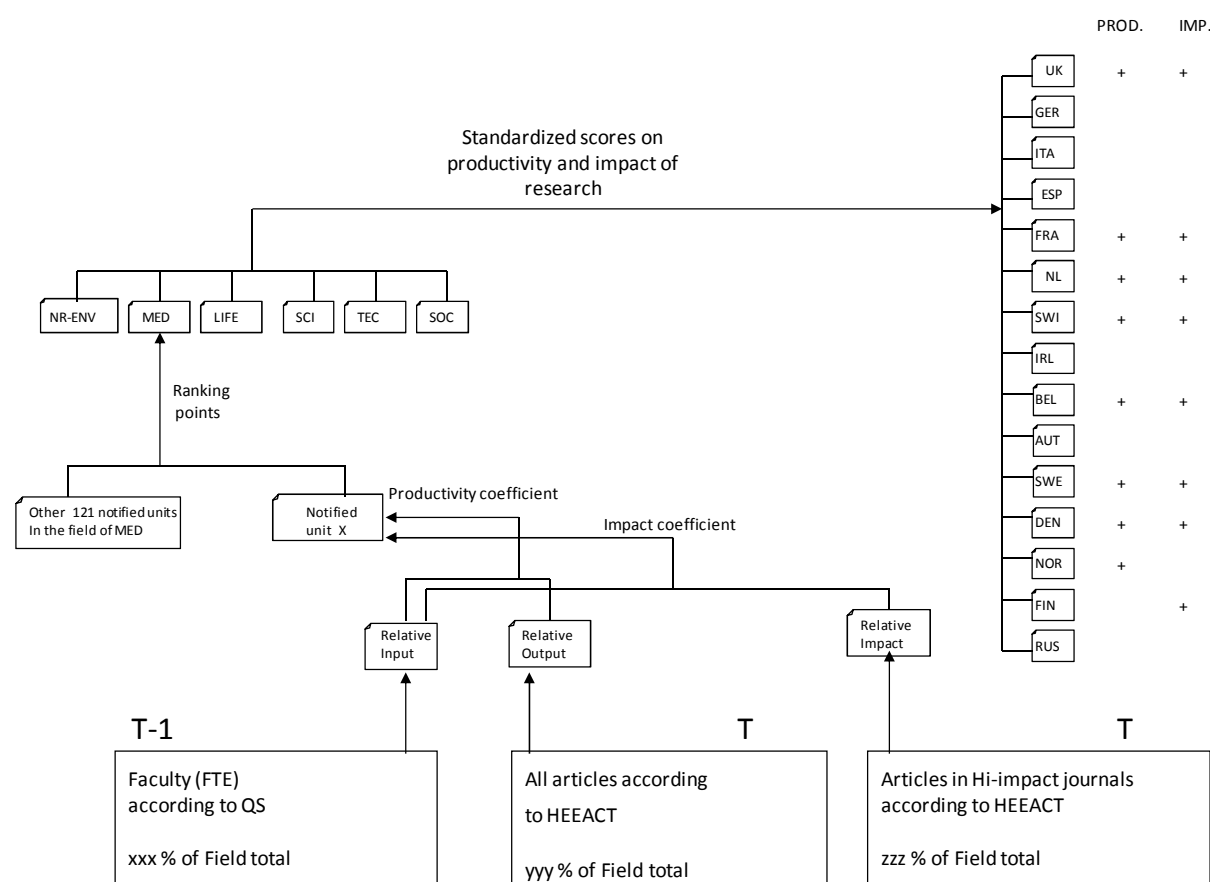 PROD. IMP.
UK + +
GER
Standardized scores on
productivity and impact of
research
ITA
ESP
FRA + +
NL + +
NR-ENV MED LIFE SCI TEC SOC
SWI + +
IRL
Ranking
points
BEL + +
AUT
Other 121 notified units
In the field of MED
Notified
unit X
Productivity coefficient
Impact coefficient
SWE + +
DEN + +
NOR +
FIN +
RUS
Relative
Input
Relative
Output
Relative
Impact
T-1
T
T
Faculty (FTE)
according to QS
xxx % of Field total
All articles according
to HEEACT
yyy % of Field total
Articles in Hi-impact journals
according to HEEACT
zzz % of Field total